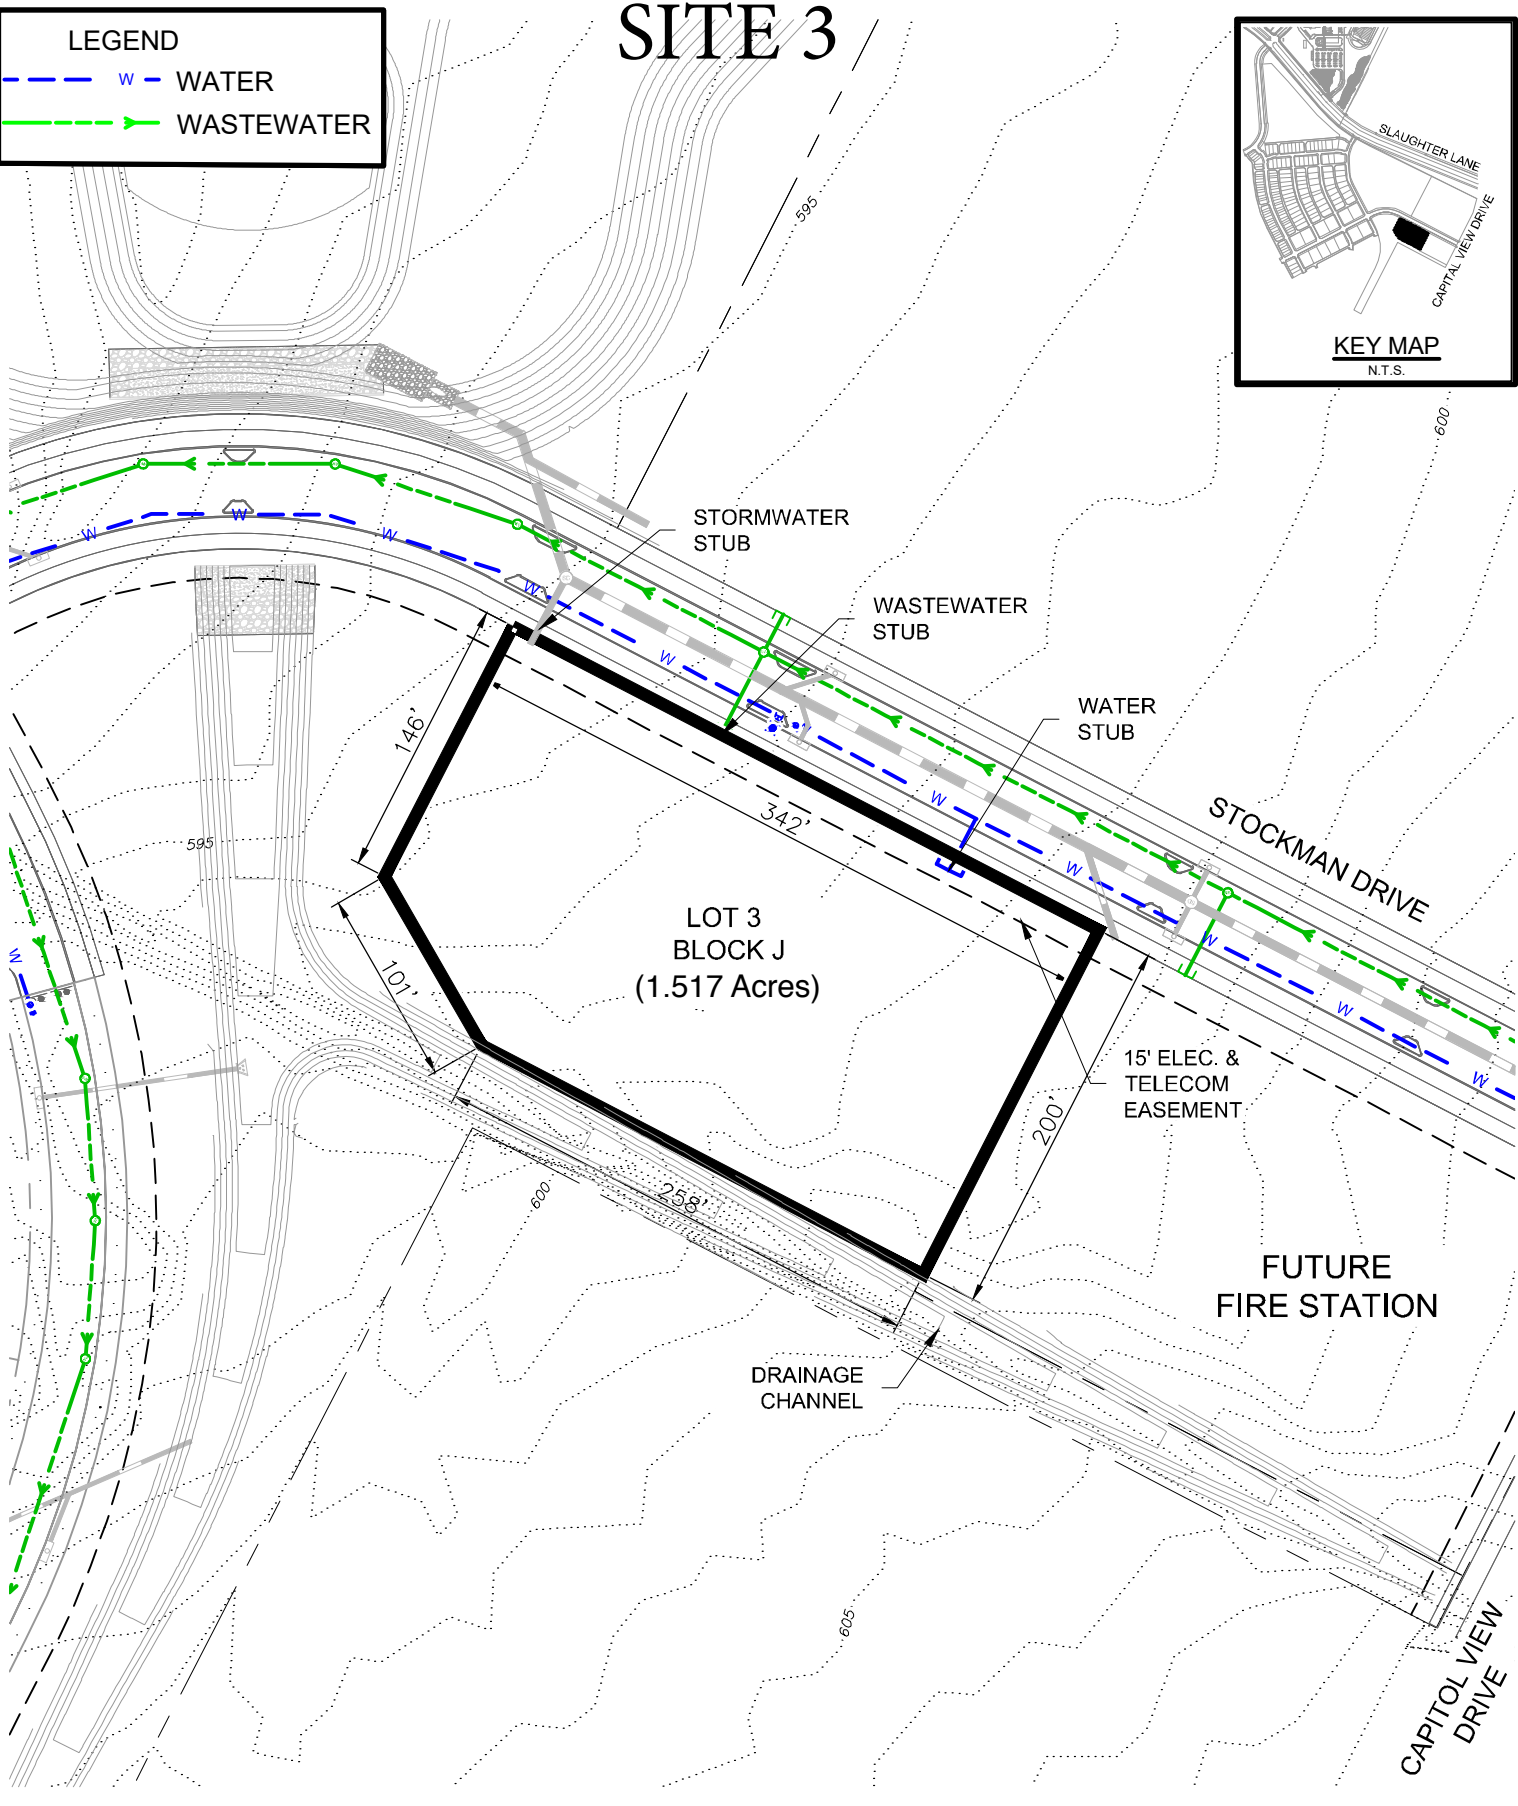 SITE 3
LEGEND
W WATER
WASTEWATER
SLAUGHTER LANE
CAPITAL VIEW DRIVE
KEY MAP
N.T.S.
595
600
STORMWATER
STUB
WASTEWATER
STUB
WATER
STUB
W
W
W
W
W
W
W
W
W
W
W
146'
342'
STOCKMAN DRIVE
595
LOT 3
BLOCK J
(1.517 Acres)
101'
15' ELEC. &
TELECOM
EASEMENT
200'
258'
600
FUTURE
FIRE STATION
DRAINAGE
CHANNEL
605
CAPITOL VIEW
DRIVE